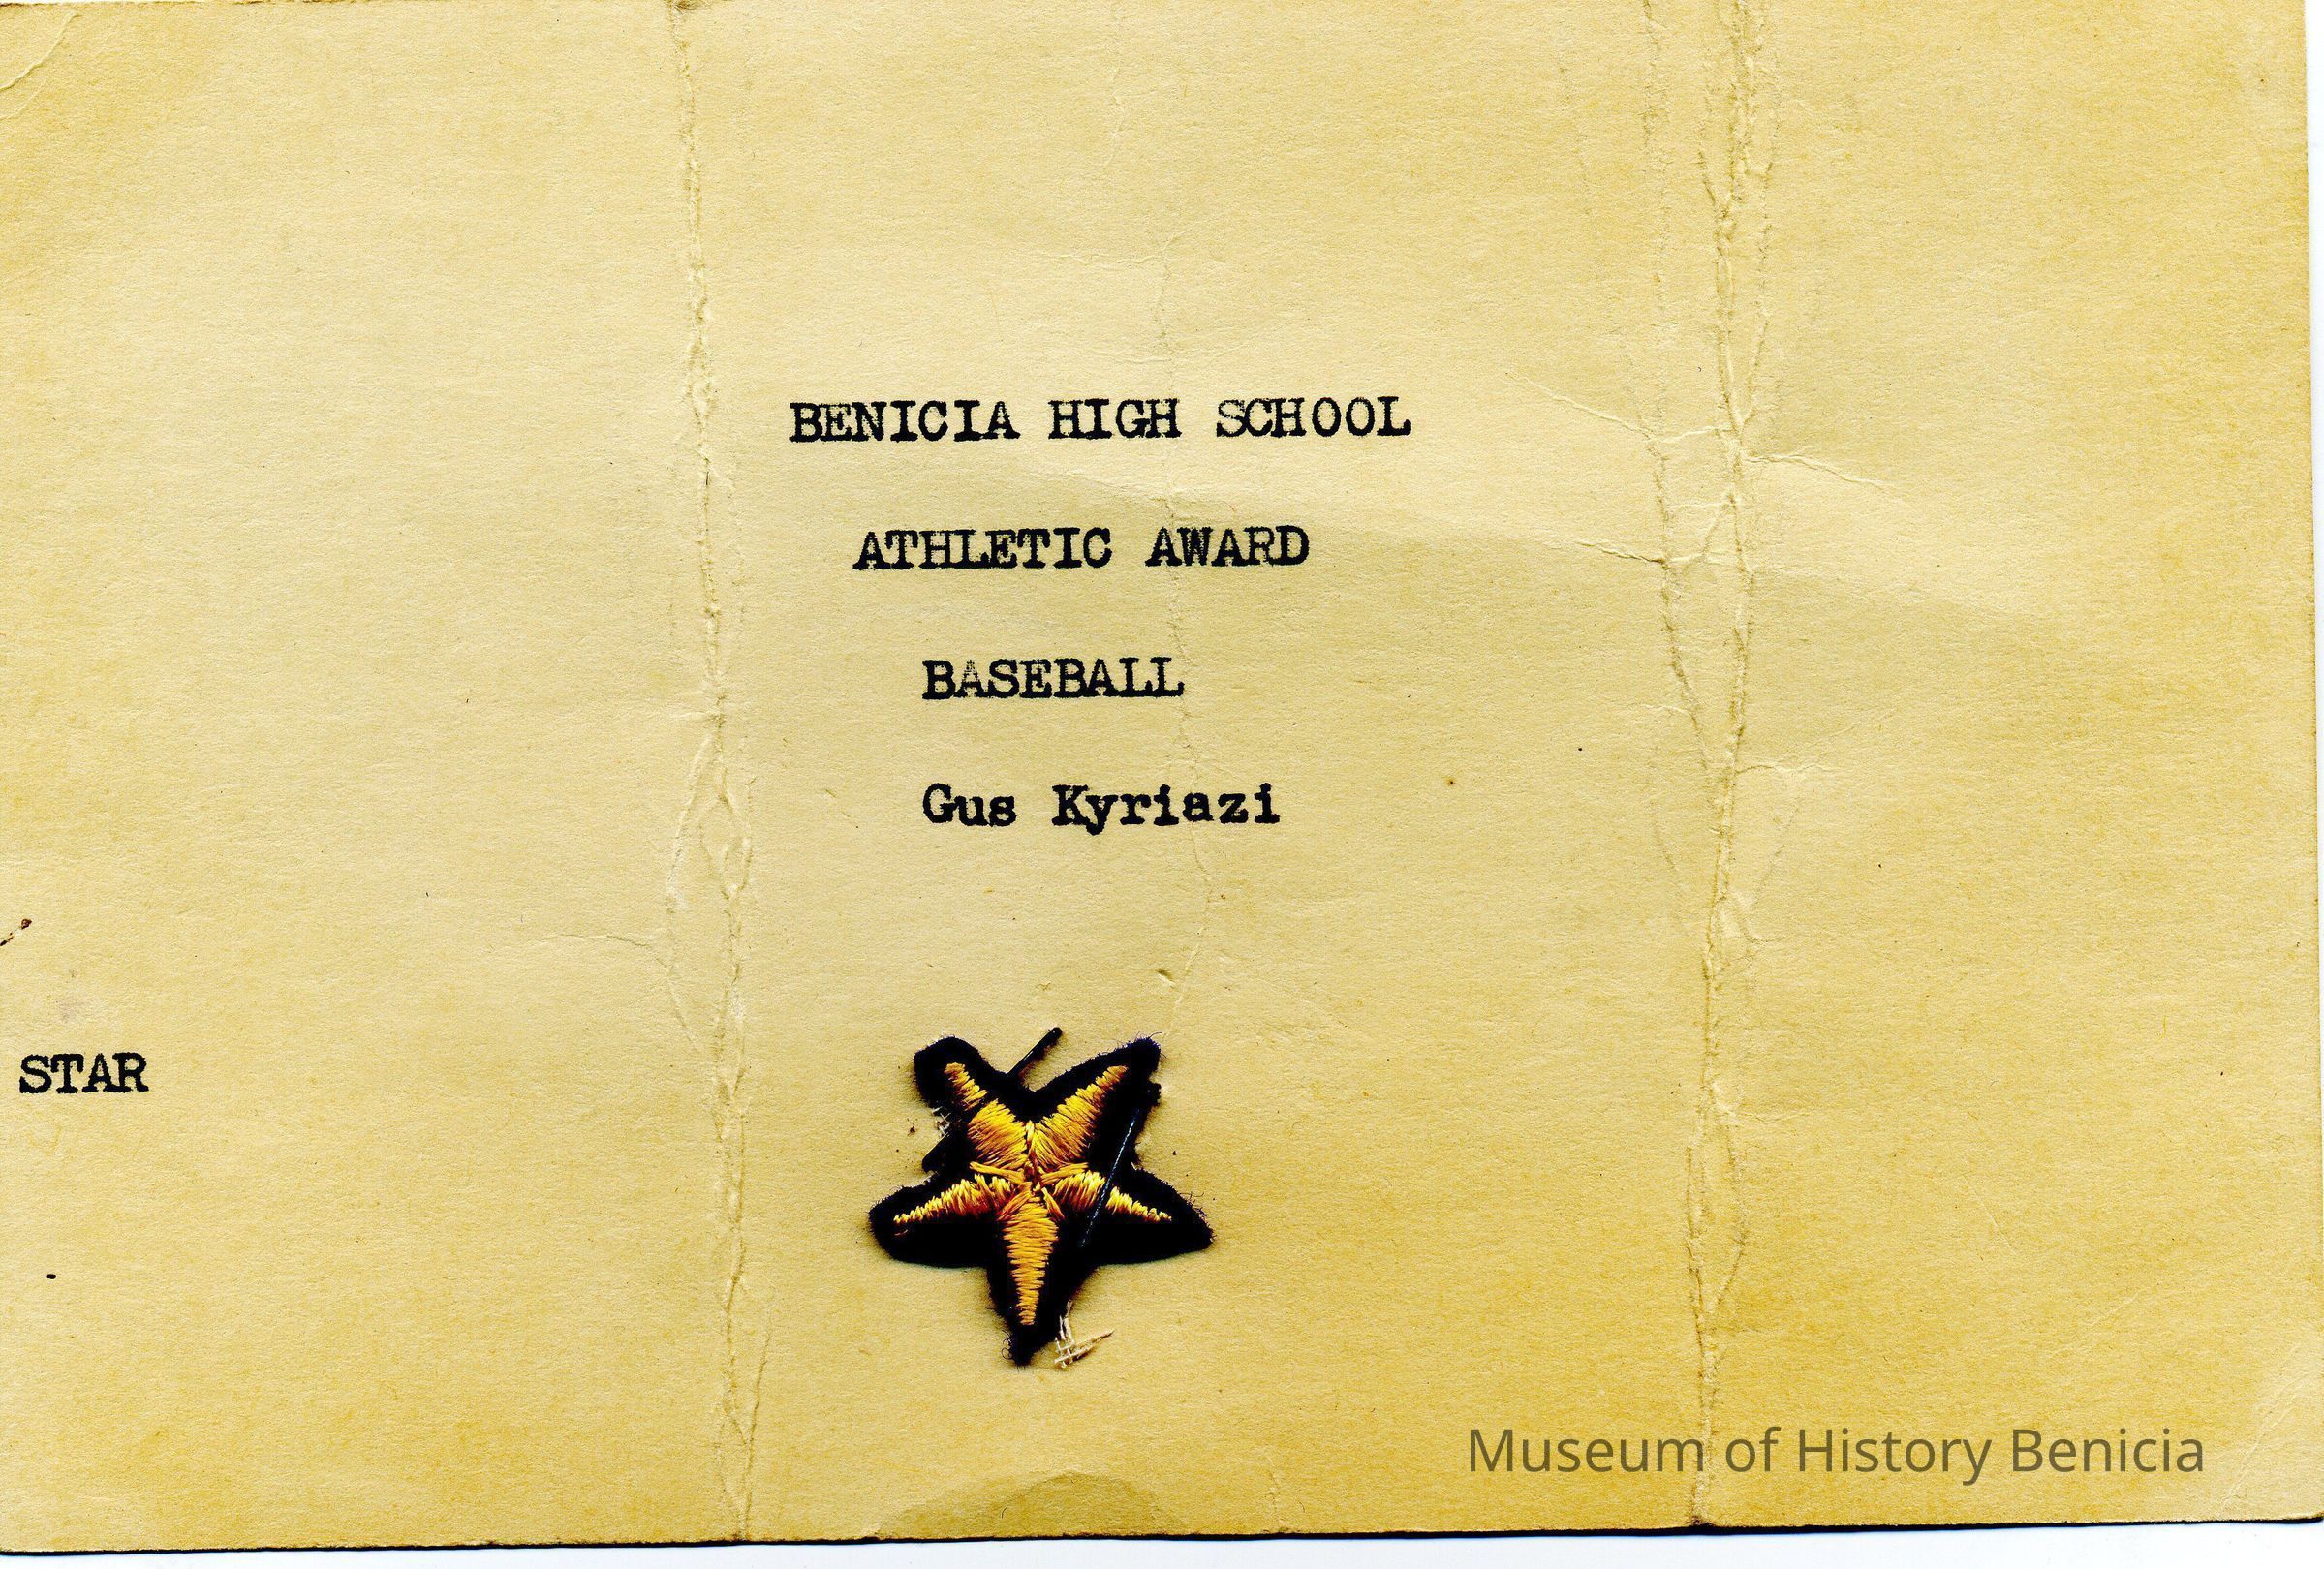 BENICIA HIGH SCHOOL
ATHLETIC AWARD
BASEBALL
Gus Kyriazi
STAR
Museum of History Benicia